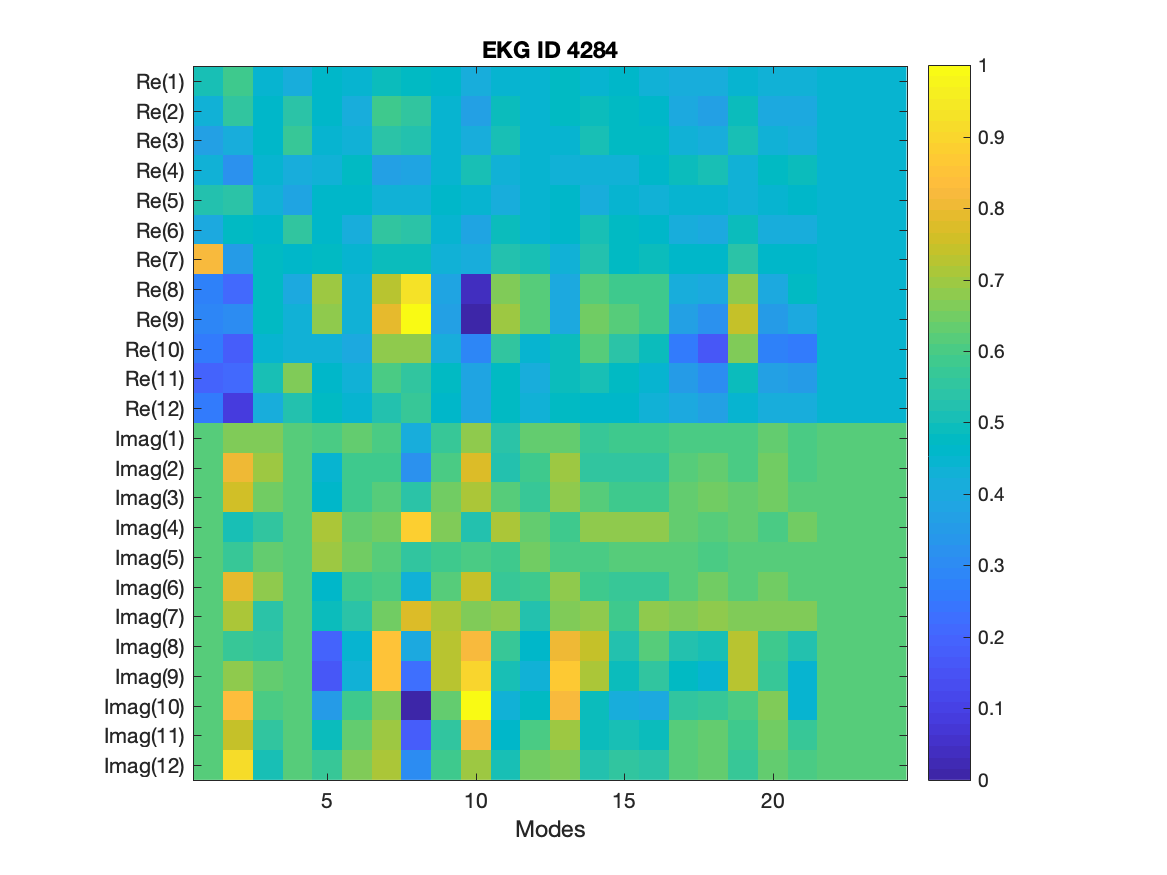 EKG ID 4284
Re(1)
Re(2)
Re(3)
Re(4)
Re(5)
Re(6)
Re(7)
Re(8)
Re(9)
Re(10)
Re(11)
Re(12)
Imag(1)
Imag(2)
Imag(3)
Imag(4)
Imag(5)
Imag(6)
Imag(7)
Imag(8)
Imag(9)
Imag(10)
Imag(11)
Imag(12)
5 10 15 20
Modes
1
0.9
0.8
0.7
0.6
0.5
0.4
0.3
0.2
0.1
0